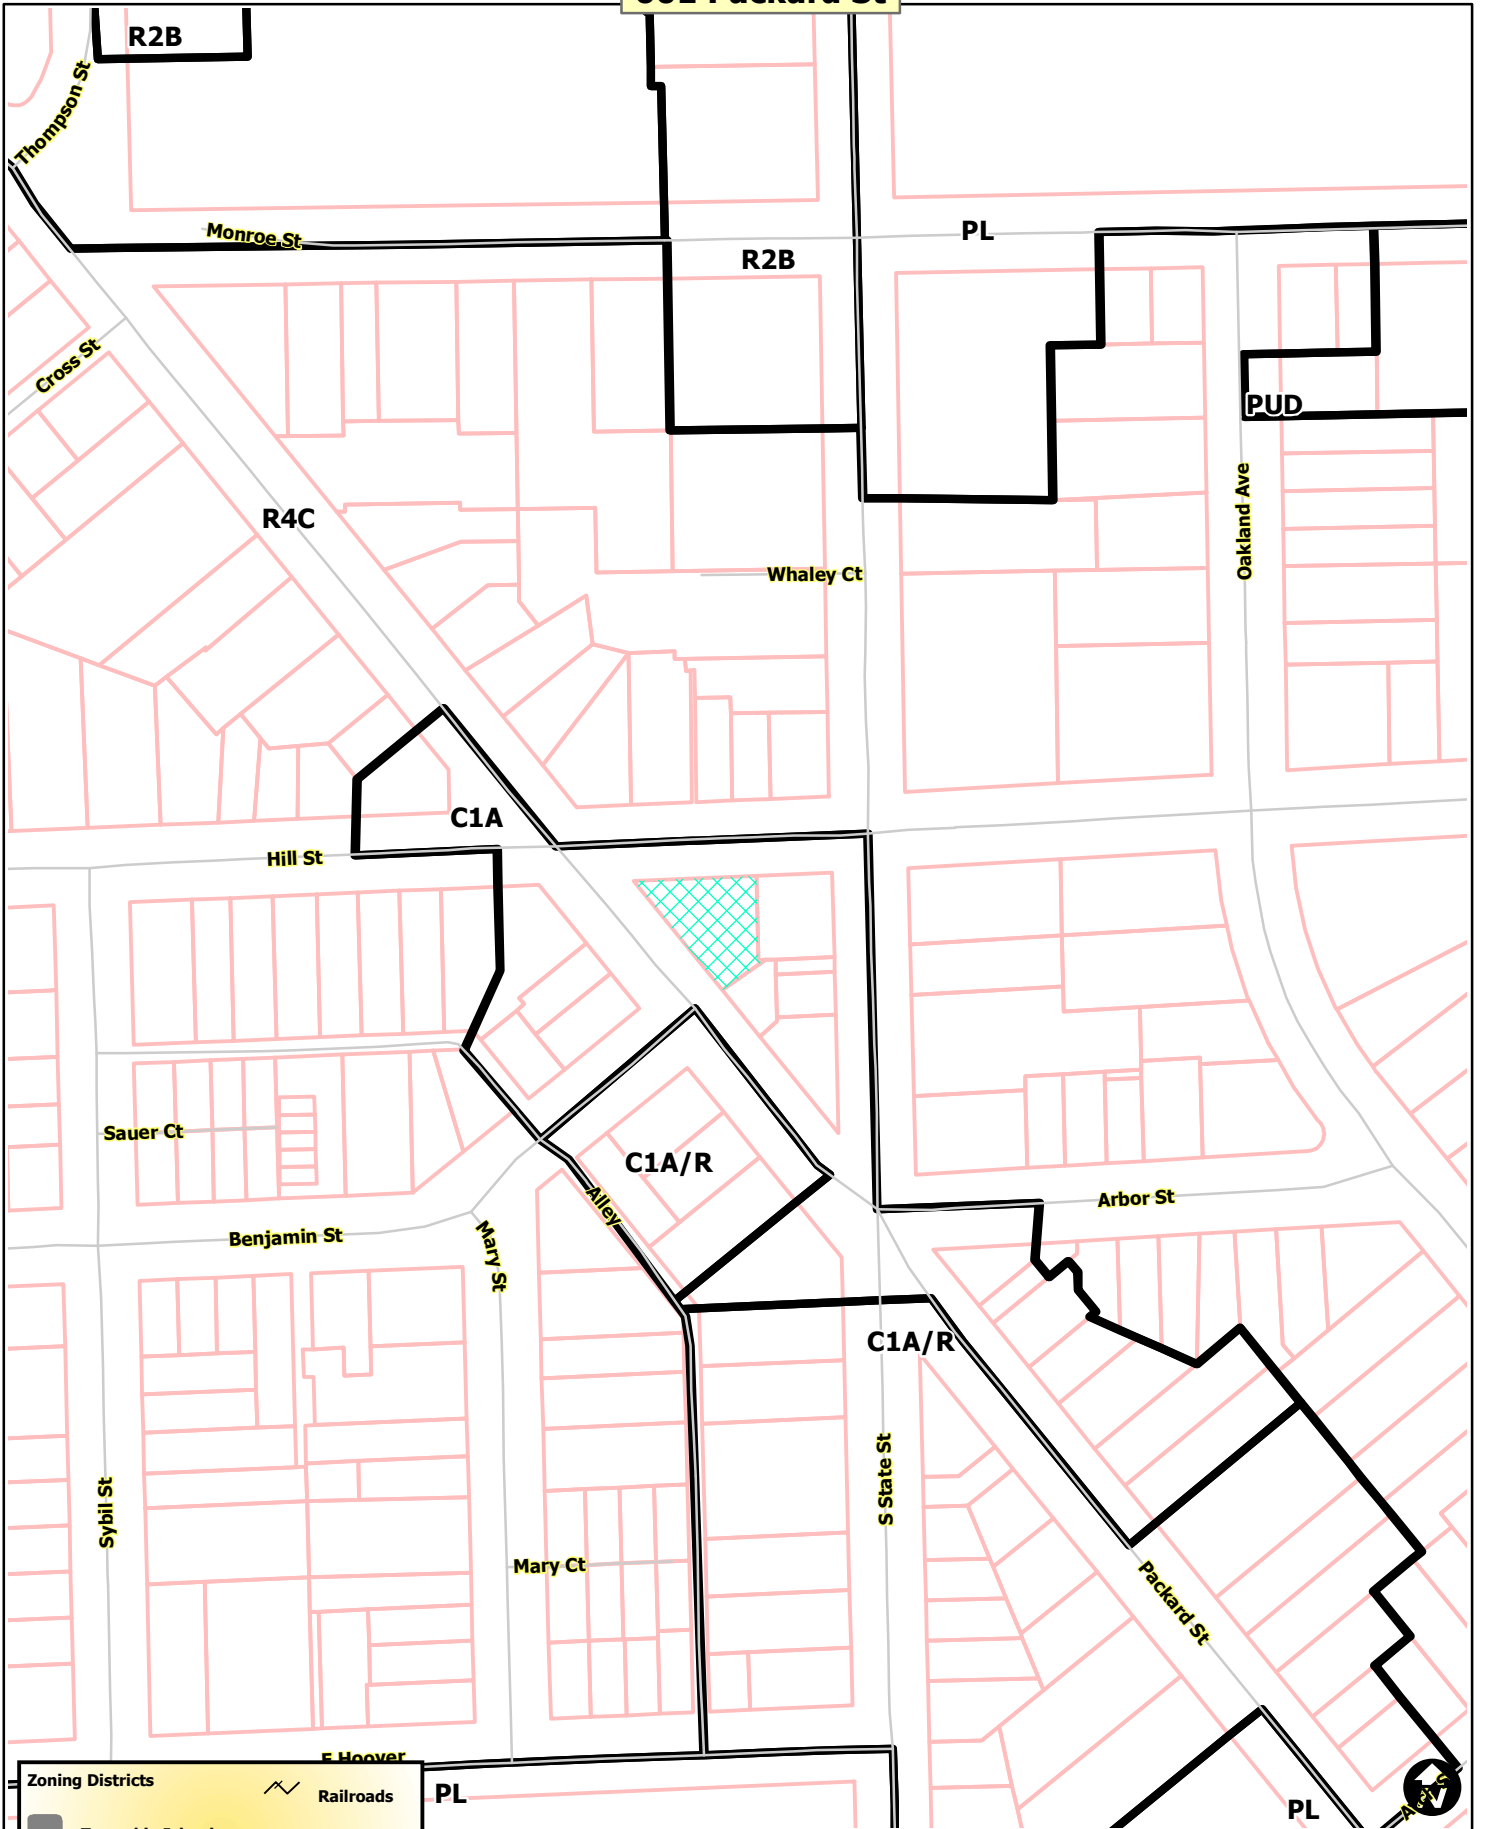 R2B
Thompson St
Monroe St
PL
R2B
Cross St
PUD
R4C
Oakland Ave
Whaley Ct
C1A
Hill St
Sauer Ct
C1A/R
Alley
Arbor St
Benjamin St
Mary St
C1A/R
S State St
Sybil St
Mary Ct
Packard St
E Hoover
Zoning Districts
Railroads
PL
PL